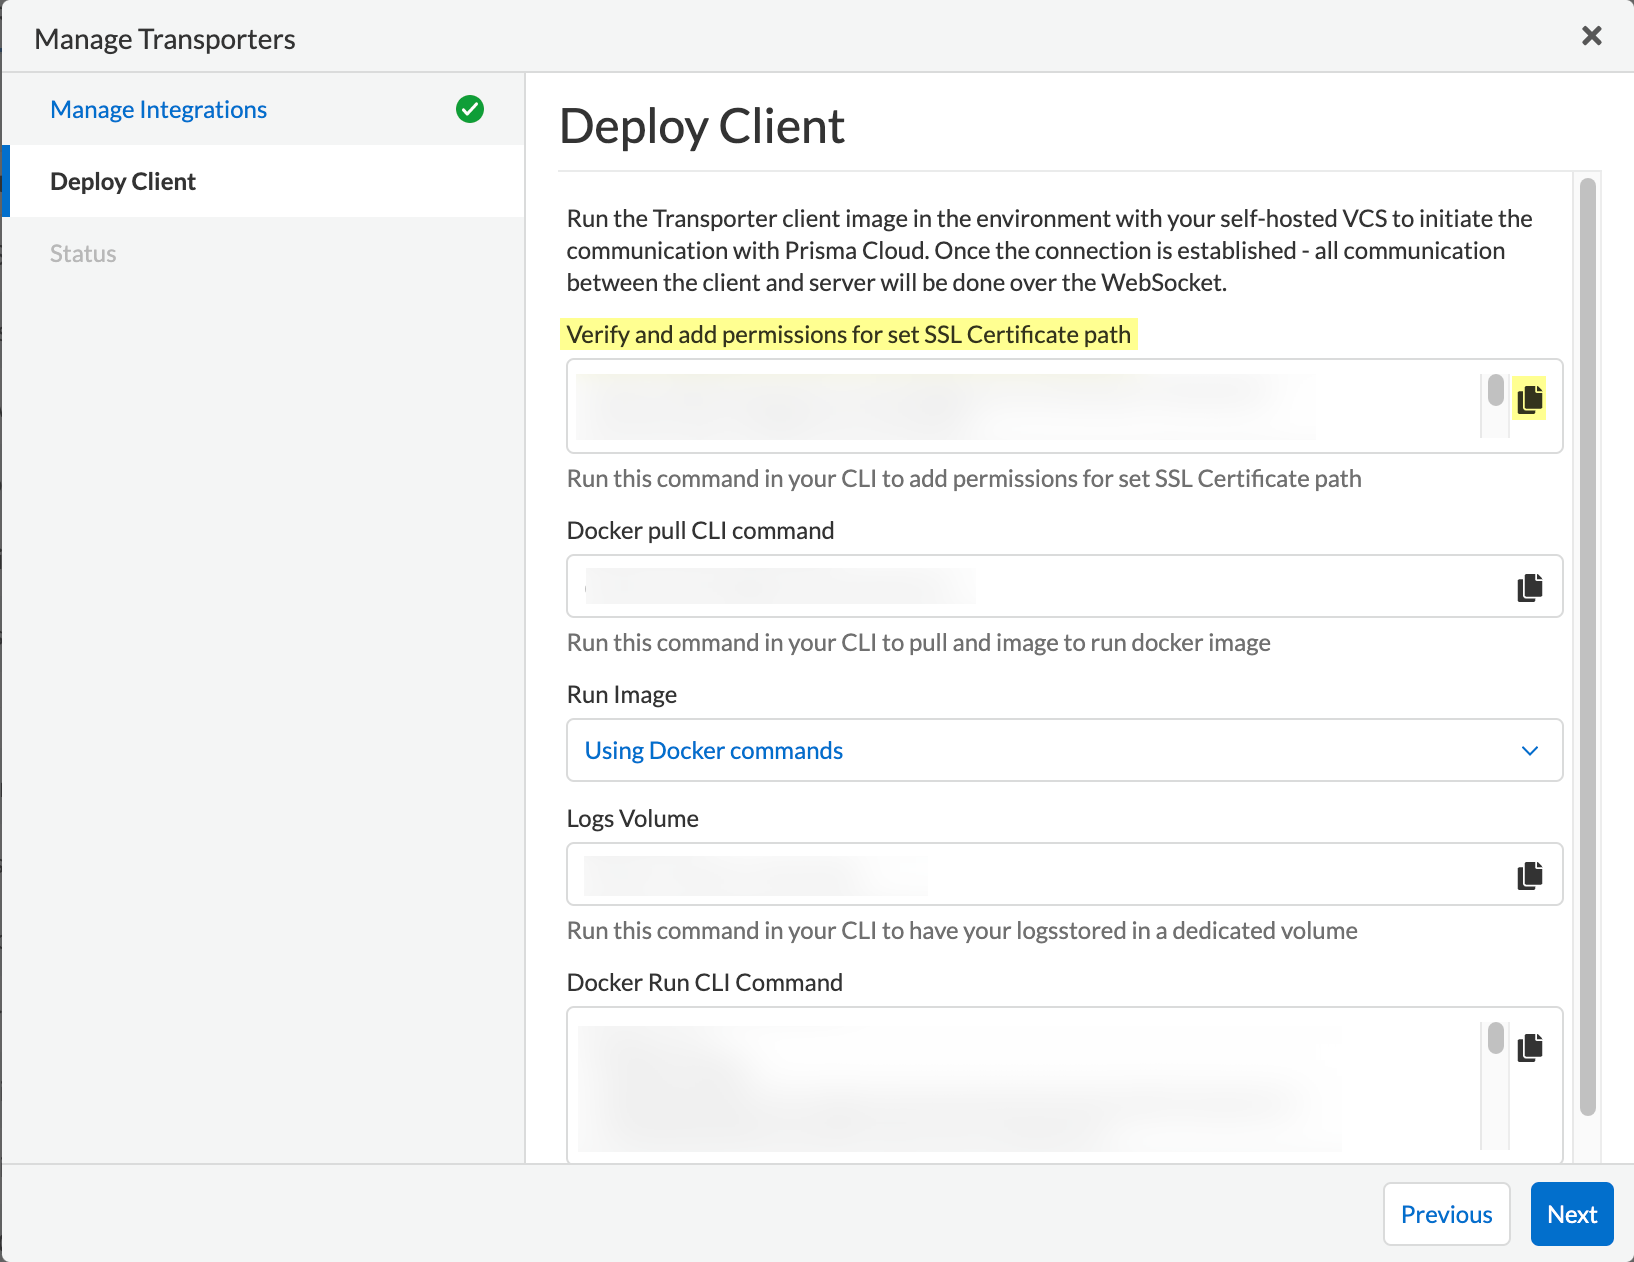 Manage Transporters
Manage Integrations
Deploy Client
Status
Deploy Client
Run the Transporter client image in the environment with your self-hosted VCS to initiate the
communication with Prisma Cloud. Once the connection is established - all communication
between the client and server will be done over the WebSocket.
Verify and add permissions for set SSL Certificate path
Run this command in your CLI to add permissions for set SSL Certificate path
Docker pull CLI command
Run this command in your CLI to pull and image to run docker image
Run Image
Using Docker commands
Logs Volume
Run this command in your CLI to have your logsstored in a dedicated volume
Docker Run CLI Command
Previous
Next